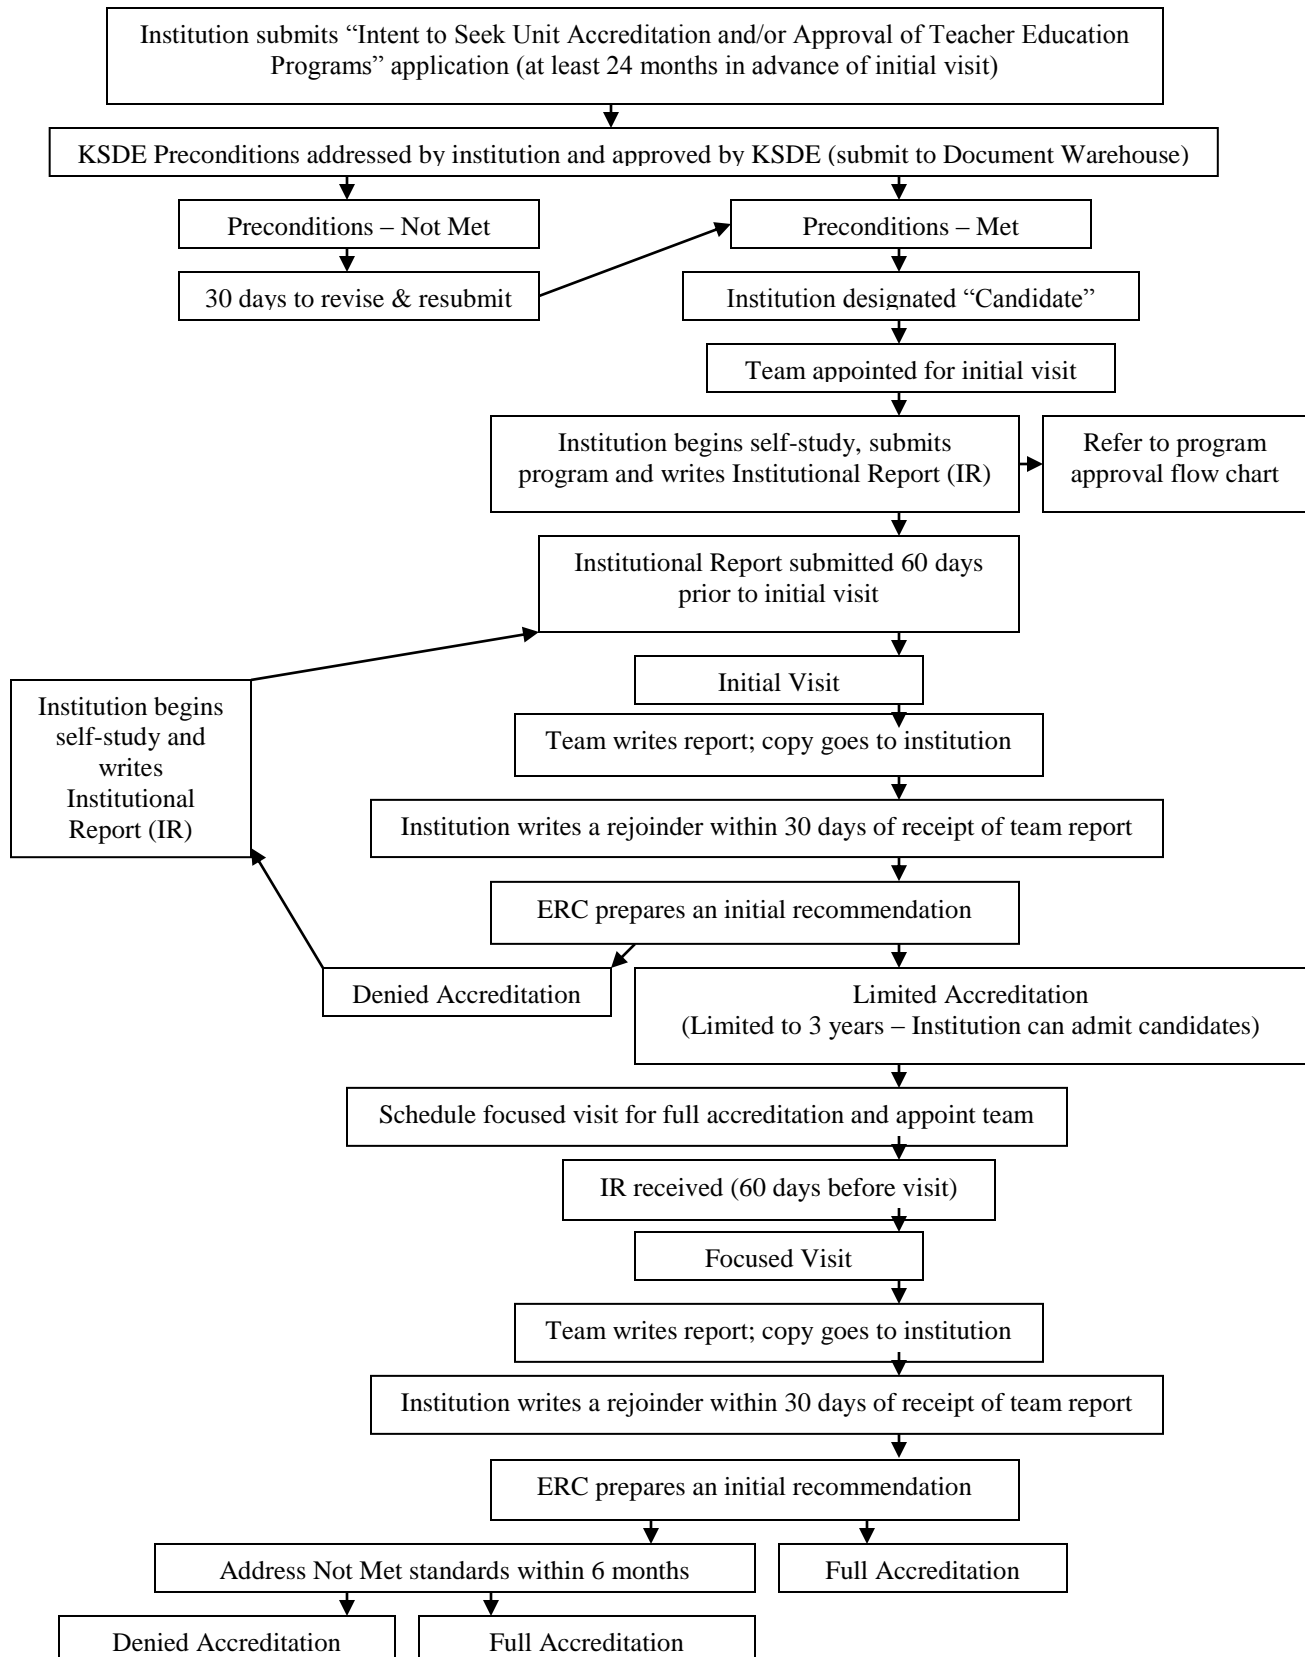 Institution submits “Intent to Seek Unit Accreditation and/or Approval of Teacher Education
Programs” application (at least 24 months in advance of initial visit)
KSDE Preconditions addressed by institution and approved by KSDE (submit to Document Warehouse)
Preconditions – Not Met
Preconditions – Met
30 days to revise & resubmit
Institution designated “Candidate”
Team appointed for initial visit
Institution begins self-study, submits
program and writes Institutional Report (IR)
Refer to program
approval flow chart
Institutional Report submitted 60 days
prior to initial visit
Initial Visit
Institution begins
self-study and
writes
Institutional
Report (IR)
Team writes report; copy goes to institution
Institution writes a rejoinder within 30 days of receipt of team report
ERC prepares an initial recommendation
Denied Accreditation
Limited Accreditation
(Limited to 3 years – Institution can admit candidates)
Schedule focused visit for full accreditation and appoint team
IR received (60 days before visit)
Focused Visit
Team writes report; copy goes to institution
Institution writes a rejoinder within 30 days of receipt of team report
ERC prepares an initial recommendation
Address Not Met standards within 6 months
Full Accreditation
Denied Accreditation
Full Accreditation